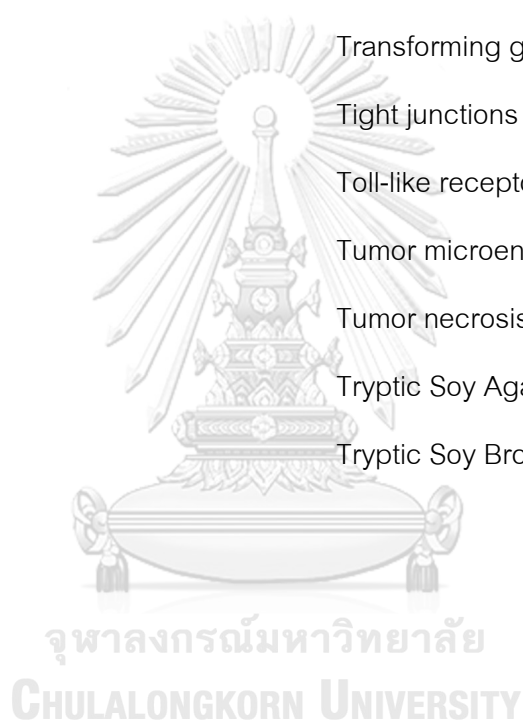 Transforming g
Tight junctions
Toll-like recept
Tumor microen
Tumor necrosis
Tryptic Soy Aga
Tryptic Soy Bro
จุฬาลงกรณ์มหาวิทยาลัย
CHULALONGKORN UNIVERSITY